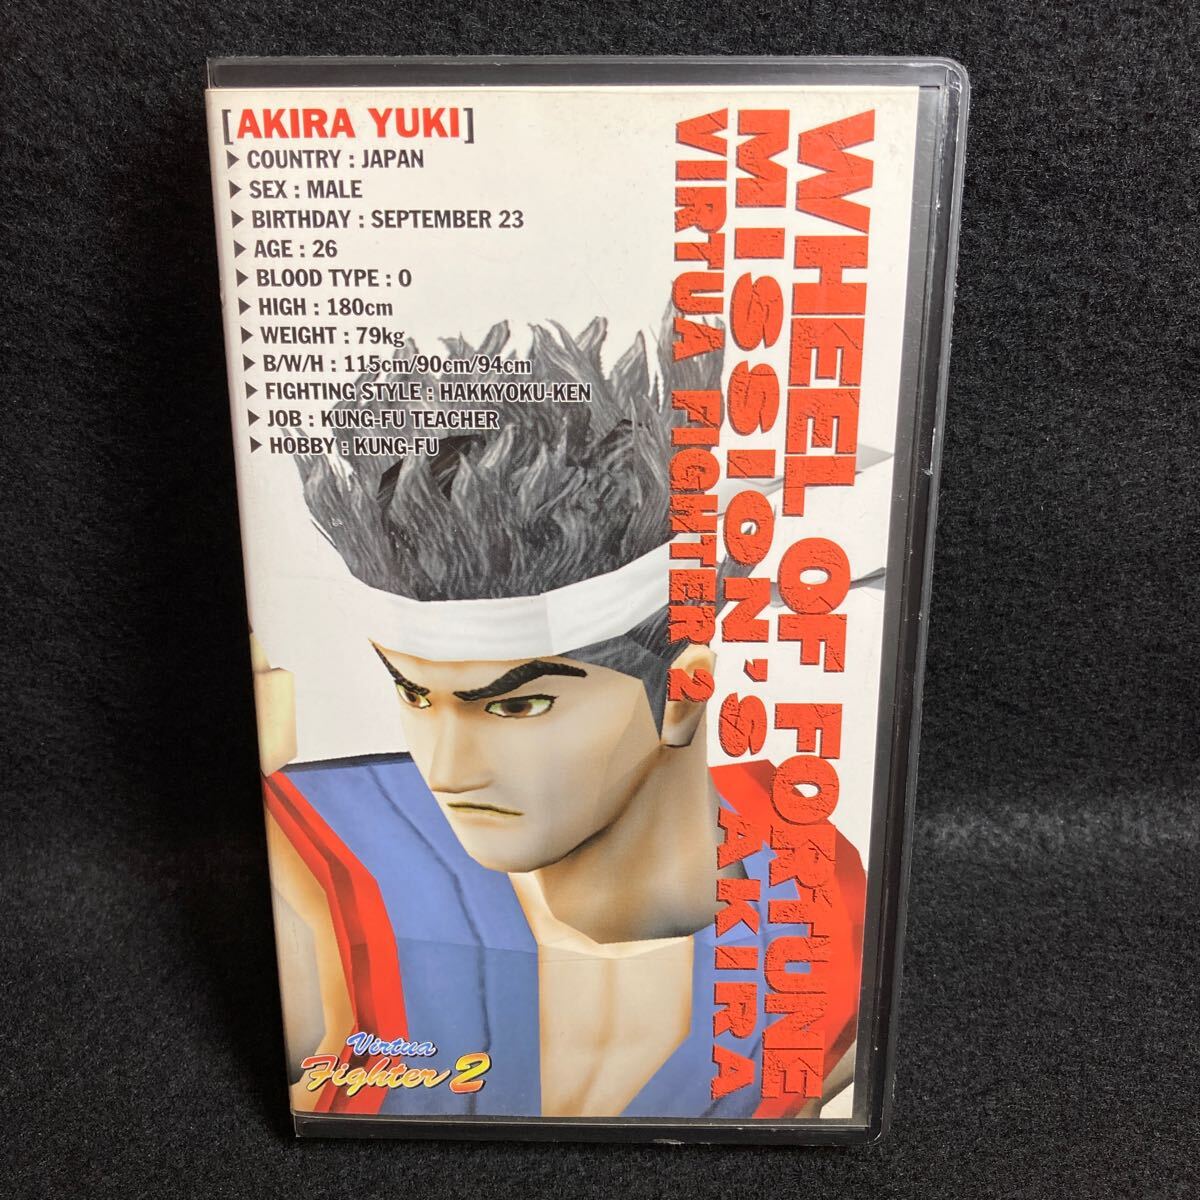 [AKIRA YUKI]
▶ COUNTRY : JAPAN
▶ SEX : MALE
▶ BIRTHDAY : SEPTEMBER 23
▶ AGE : 26
▶ BLOOD TYPE : O
▶ HIGH : 180cm
▶ WEIGHT : 79kg
▶ B/W/H : 115cm/90cm/94cm
▶ FIGHTING STYLE : HAKKYOKU-KEN
▶ JOB : KUNG-FU TEACHER
▶ HOBBY : KUNG-FU
WHEEL OF FORTUNE
MISSION'S AKIRA
VIRTUA FIGHTER 2
Virtua
Fighter 2